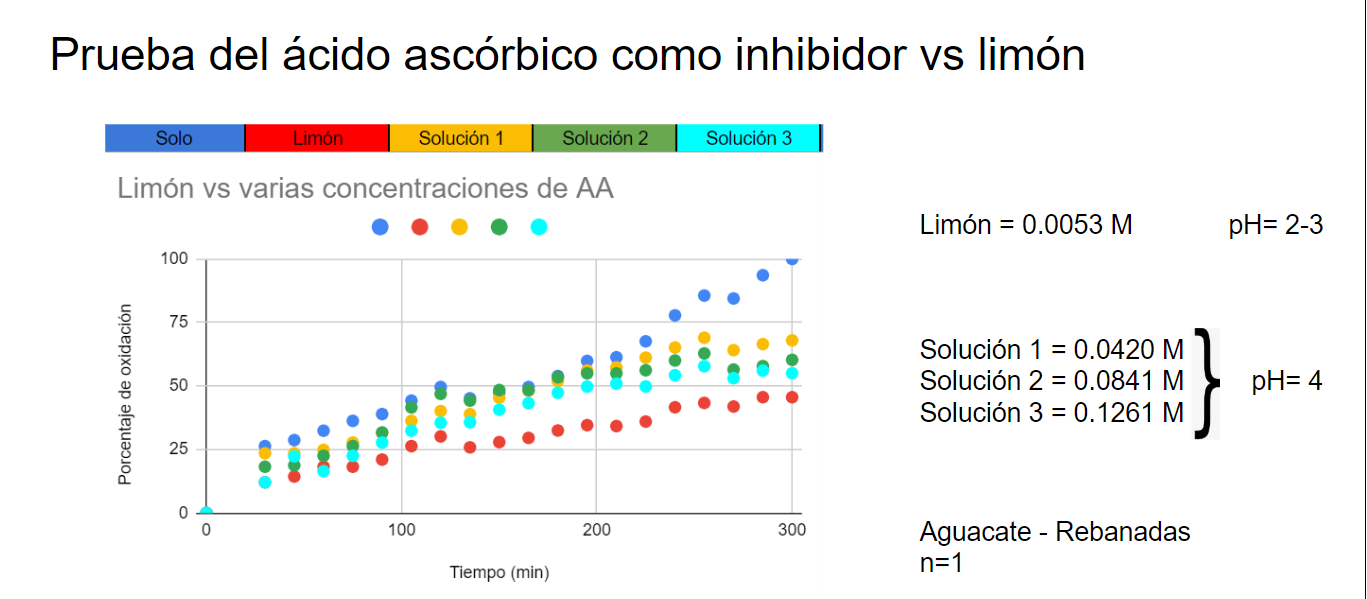 Prueba del ácido ascórbico como inhibidor vs limón
Solo Limón Solución 1 Solución 2 Solución 3
Limón vs varias concentraciones de AA
100
75
50
25
0
Porcentaje de oxidación
0 100 200 300
Tiempo (min)
Limón = 0.0053 M pH= 2-3
Solución 1 = 0.0420 M
Solución 2 = 0.0841 M
Solución 3 = 0.1261 M
pH= 4
Aguacate - Rebanadas
n=1